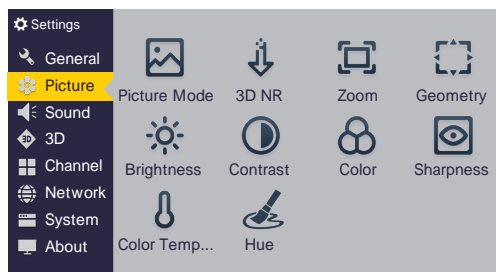 Settings
General
Picture
Sound
3D
Channel
Network
System
About
Picture Mode 3D NR Zoom Geometry
Brightness Contrast Color Sharpness
Color Temp... Hue